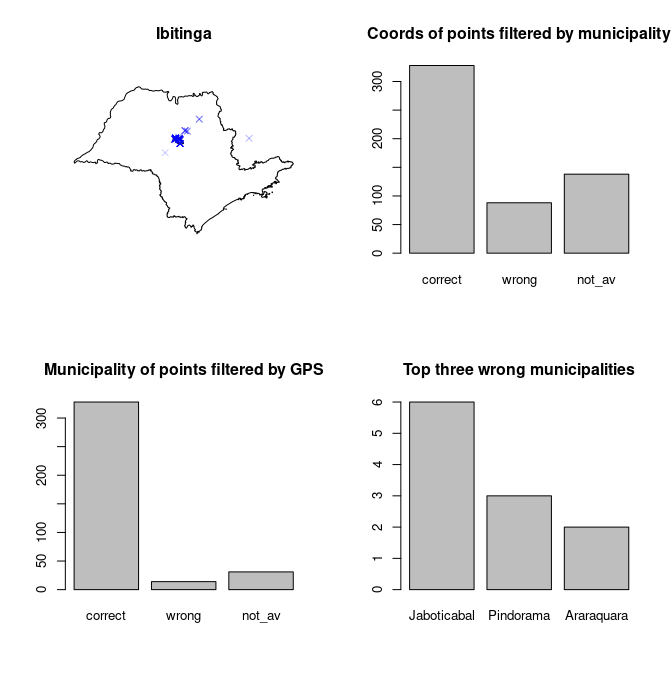 Ibitinga
Coords of points filtered by municipality
300
200
100
50
0
correct wrong not_av
Municipality of points filtered by GPS
300
200
100
50
0
correct wrong not_av
Top three wrong municipalities
6
5
4
3
2
1
0
Jaboticabal Pindorama Araraquara